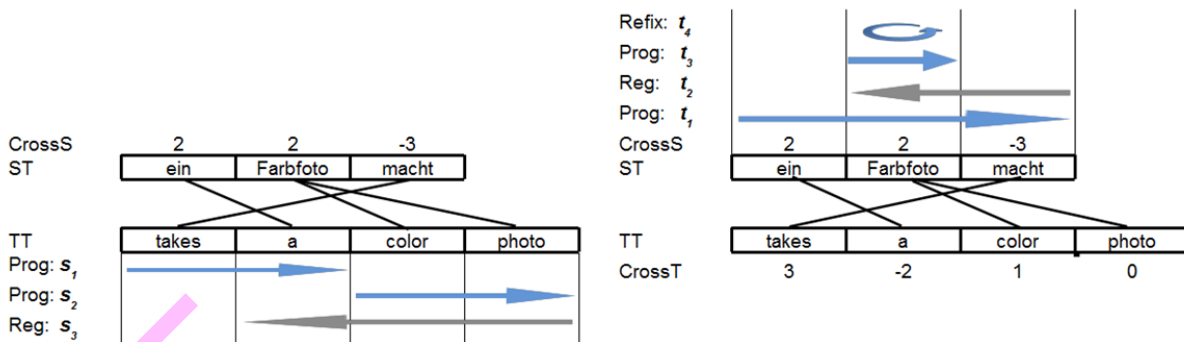 CrossS 2 2 -3
ST ein Farbfoto macht
TT takes a color photo
Prog: s1
Prog: s2
Reg: s3
Refix: t4
Prog: t3
Reg: t2
Prog: t1
CrossS 2 2 -3
ST ein Farbfoto macht
TT takes a color photo
CrossT 3 -2 1 0